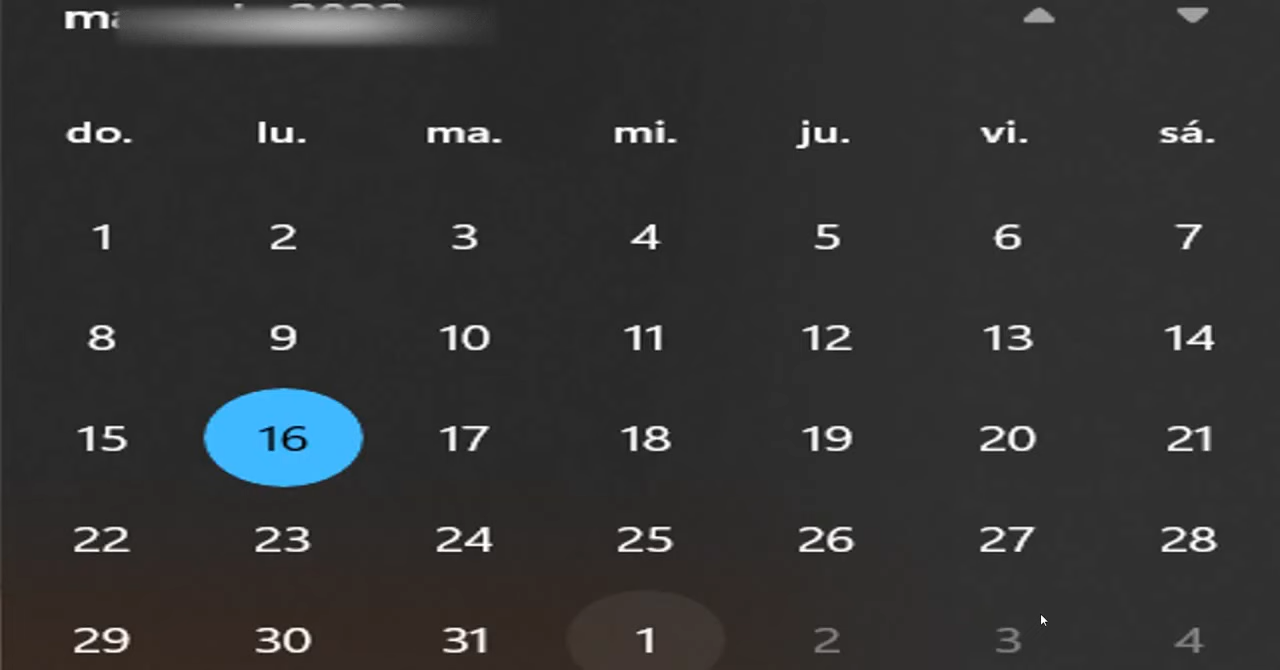 do. lu. ma. mi. ju. vi. sá.
1 2 3 4 5 6 7
8 9 10 11 12 13 14
15 16 17 18 19 20 21
22 23 24 25 26 27 28
29 30 31 1 2 3 4